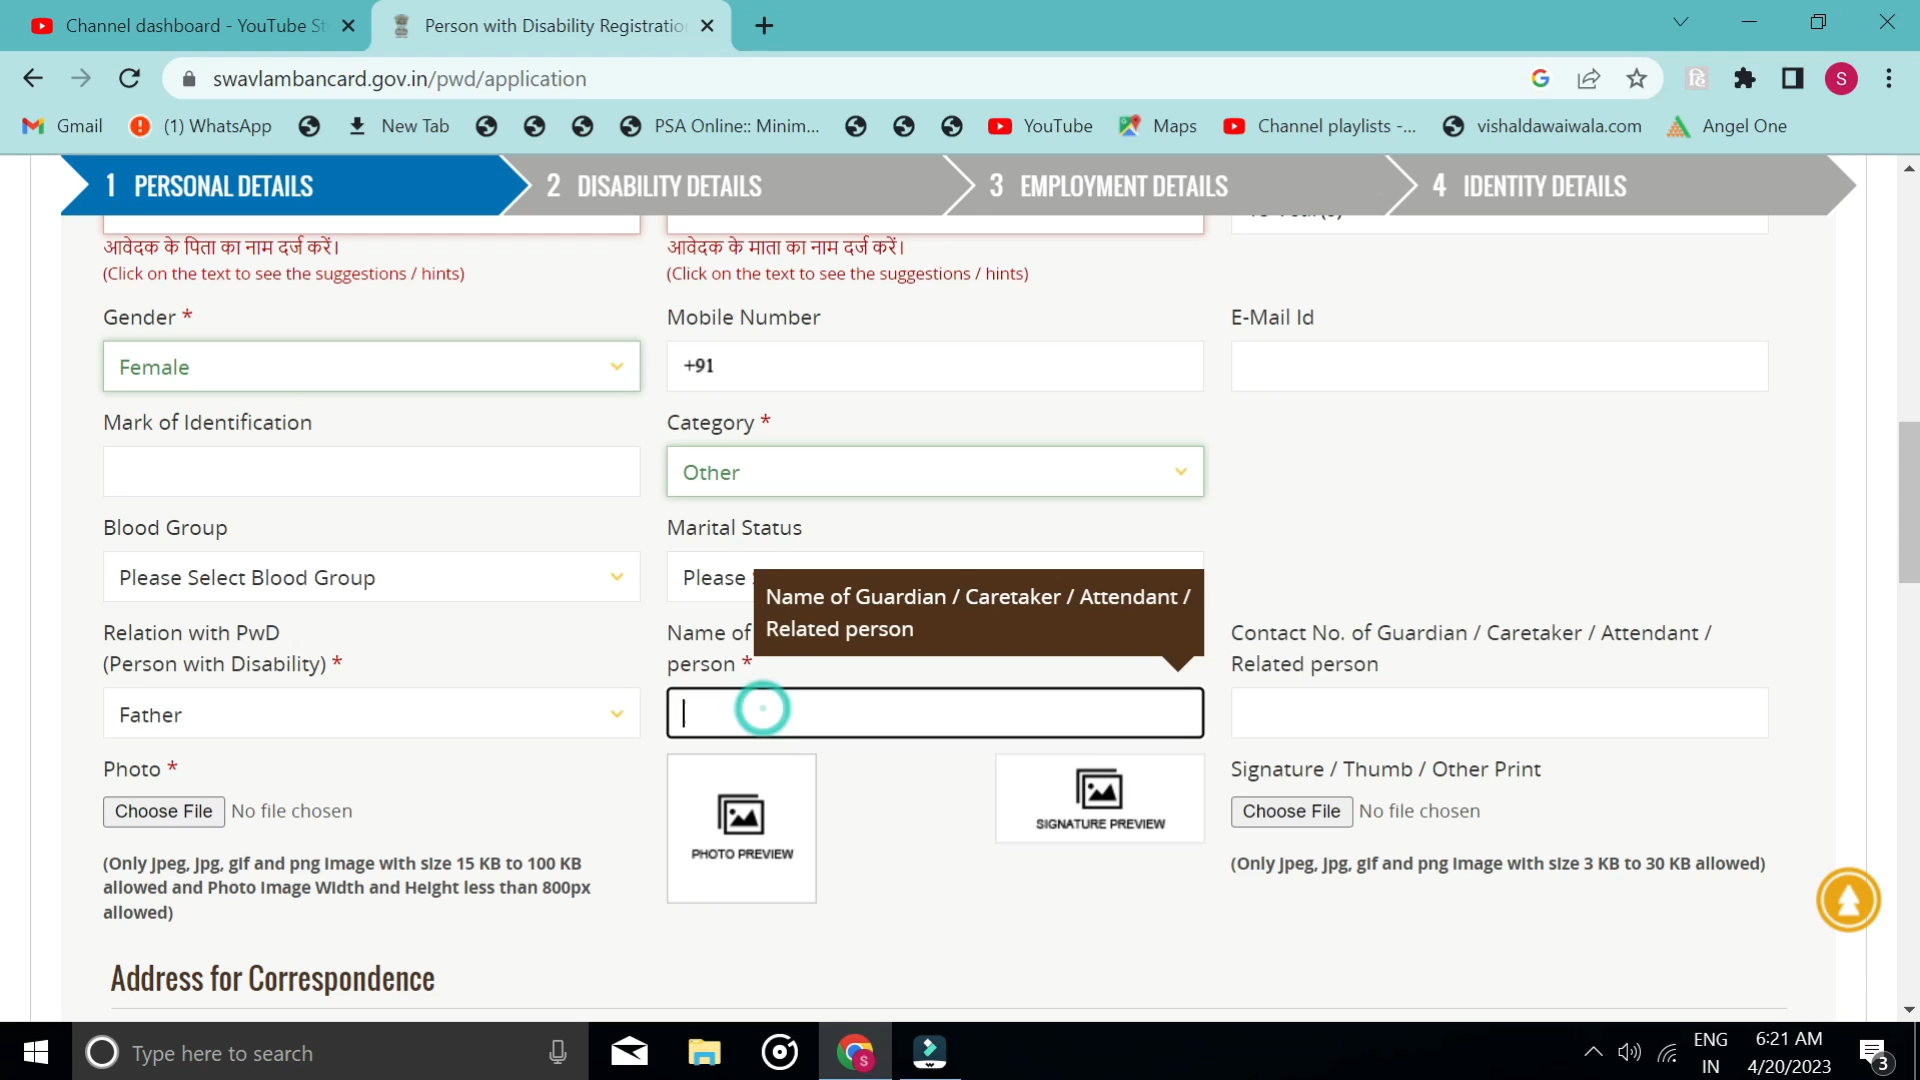 Channel dashboard - YouTube St
Person with Disability Registratio
swavlambancard.gov.in/pwd/application
S
Gmail
(1) WhatsApp
New Tab
PSA Online:: Minim...
YouTube
Maps
Channel playlists -...
vishaldawaiwala.com
Angel One
1 PERSONAL DETAILS
2 DISABILITY DETAILS
3 EMPLOYMENT DETAILS
4 IDENTITY DETAILS
आवेदक के पिता का नाम दर्ज करें।
(Click on the text to see the suggestions / hints)
आवेदक के माता का नाम दर्ज करें।
(Click on the text to see the suggestions / hints)
Gender *
Female
Mobile Number
+91
E-Mail Id
Mark of Identification
Category *
Other
Blood Group
Please Select Blood Group
Marital Status
Please
Name of Guardian / Caretaker / Attendant /
Related person
Relation with PwD
(Person with Disability) *
Father
Name of
person *
Contact No. of Guardian / Caretaker / Attendant /
Related person
Photo *
Choose File No file chosen
(Only jpeg, jpg, gif and png image with size 15 KB to 100 KB
allowed and Photo Image Width and Height less than 800px
allowed)
PHOTO PREVIEW
SIGNATURE PREVIEW
Signature / Thumb / Other Print
Choose File No file chosen
(Only jpeg, jpg, gif and png image with size 3 KB to 30 KB allowed)
Address for Correspondence
Type here to search
ENG
IN
6:21 AM
4/20/2023
3